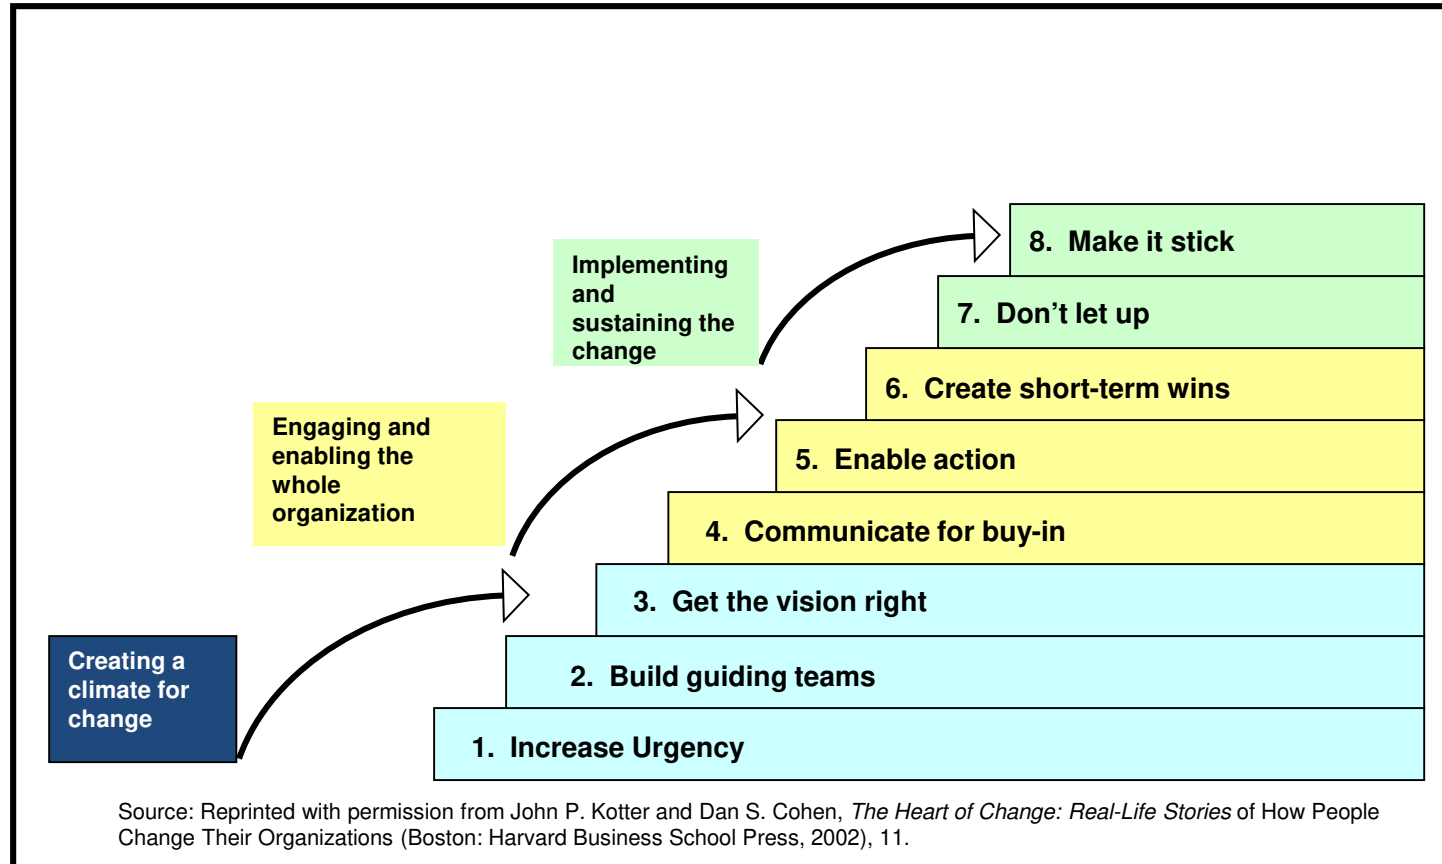 8. Make it stick
Implementing
and
sustaining the
change
7. Don’t let up
6. Create short-term wins
Engaging and
enabling the
whole
organization
5. Enable action
4. Communicate for buy-in
3. Get the vision right
Creating a
climate for
change
2. Build guiding teams
1. Increase Urgency
Source: Reprinted with permission from John P. Kotter and Dan S. Cohen, The Heart of Change: Real-Life Stories of How People
Change Their Organizations (Boston: Harvard Business School Press, 2002), 11.